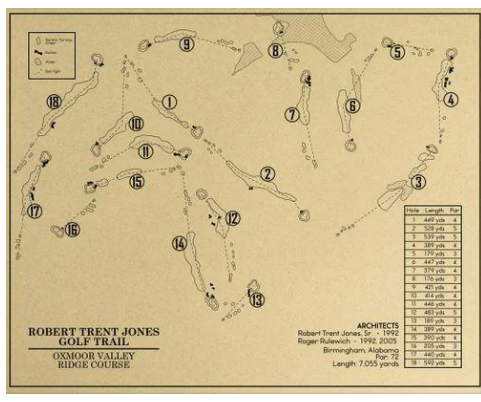 9
8
5
18
1
10
7
6
4
11
2
15
3
12
17
16
14
13
Hole Length Par
1 449 yds 4
2 528 yds 5
3 539 yds 5
4 389 yds 4
5 179 yds 3
6 447 yds 4
7 379 yds 4
8 176 yds 3
9 421 yds 4
10 414 yds 4
11 446 yds 4
12 483 yds 5
13 189 yds 3
14 389 yds 4
15 390 yds 4
16 205 yds 3
17 440 yds 4
18 592 yds 5
ROBERT TRENT JONES
GOLF TRAIL
OXMOOR VALLEY
RIDGE COURSE
ARCHITECTS
Robert Trent Jones, Sr. - 1992
Roger Rulewich - 1992, 2005
Birmingham, Alabama
Par: 72
Length: 7,055 yards